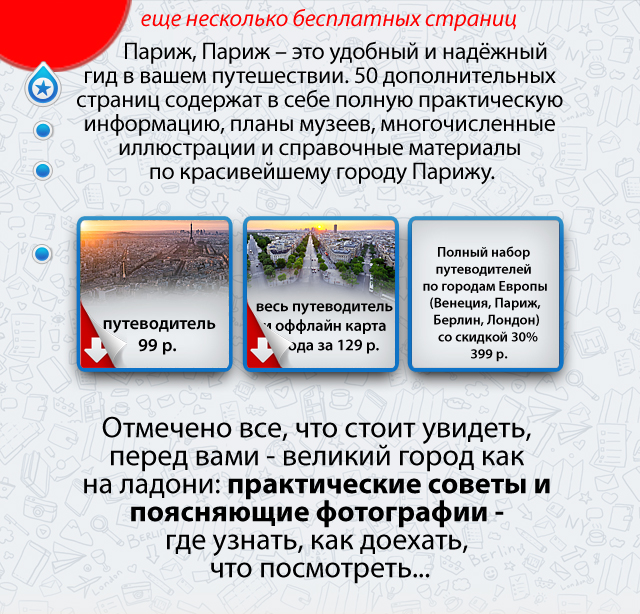 еще несколько бесплатных страниц
Париж, Париж – это удобный и надёжный
гид в вашем путешествии. 50 дополнительных
страниц содержат в себе полную практическую
информацию, планы музеев, многочисленные
иллюстрации и справочные материалы
по красивейшему городу Парижу.
путеводитель
99 р.
весь путеводитель
и оффлайн карта
ода за 129 р.
Полный набор
путеводителей
по городам Европы
(Венеция, Париж,
Берлин, Лондон)
со скидкой 30%
399 р.
Отмечено все, что стоит увидеть,
перед вами - великий город как
на ладони: практические советы и
поясняющие фотографии -
где узнать, как доехать,
что посмотреть...